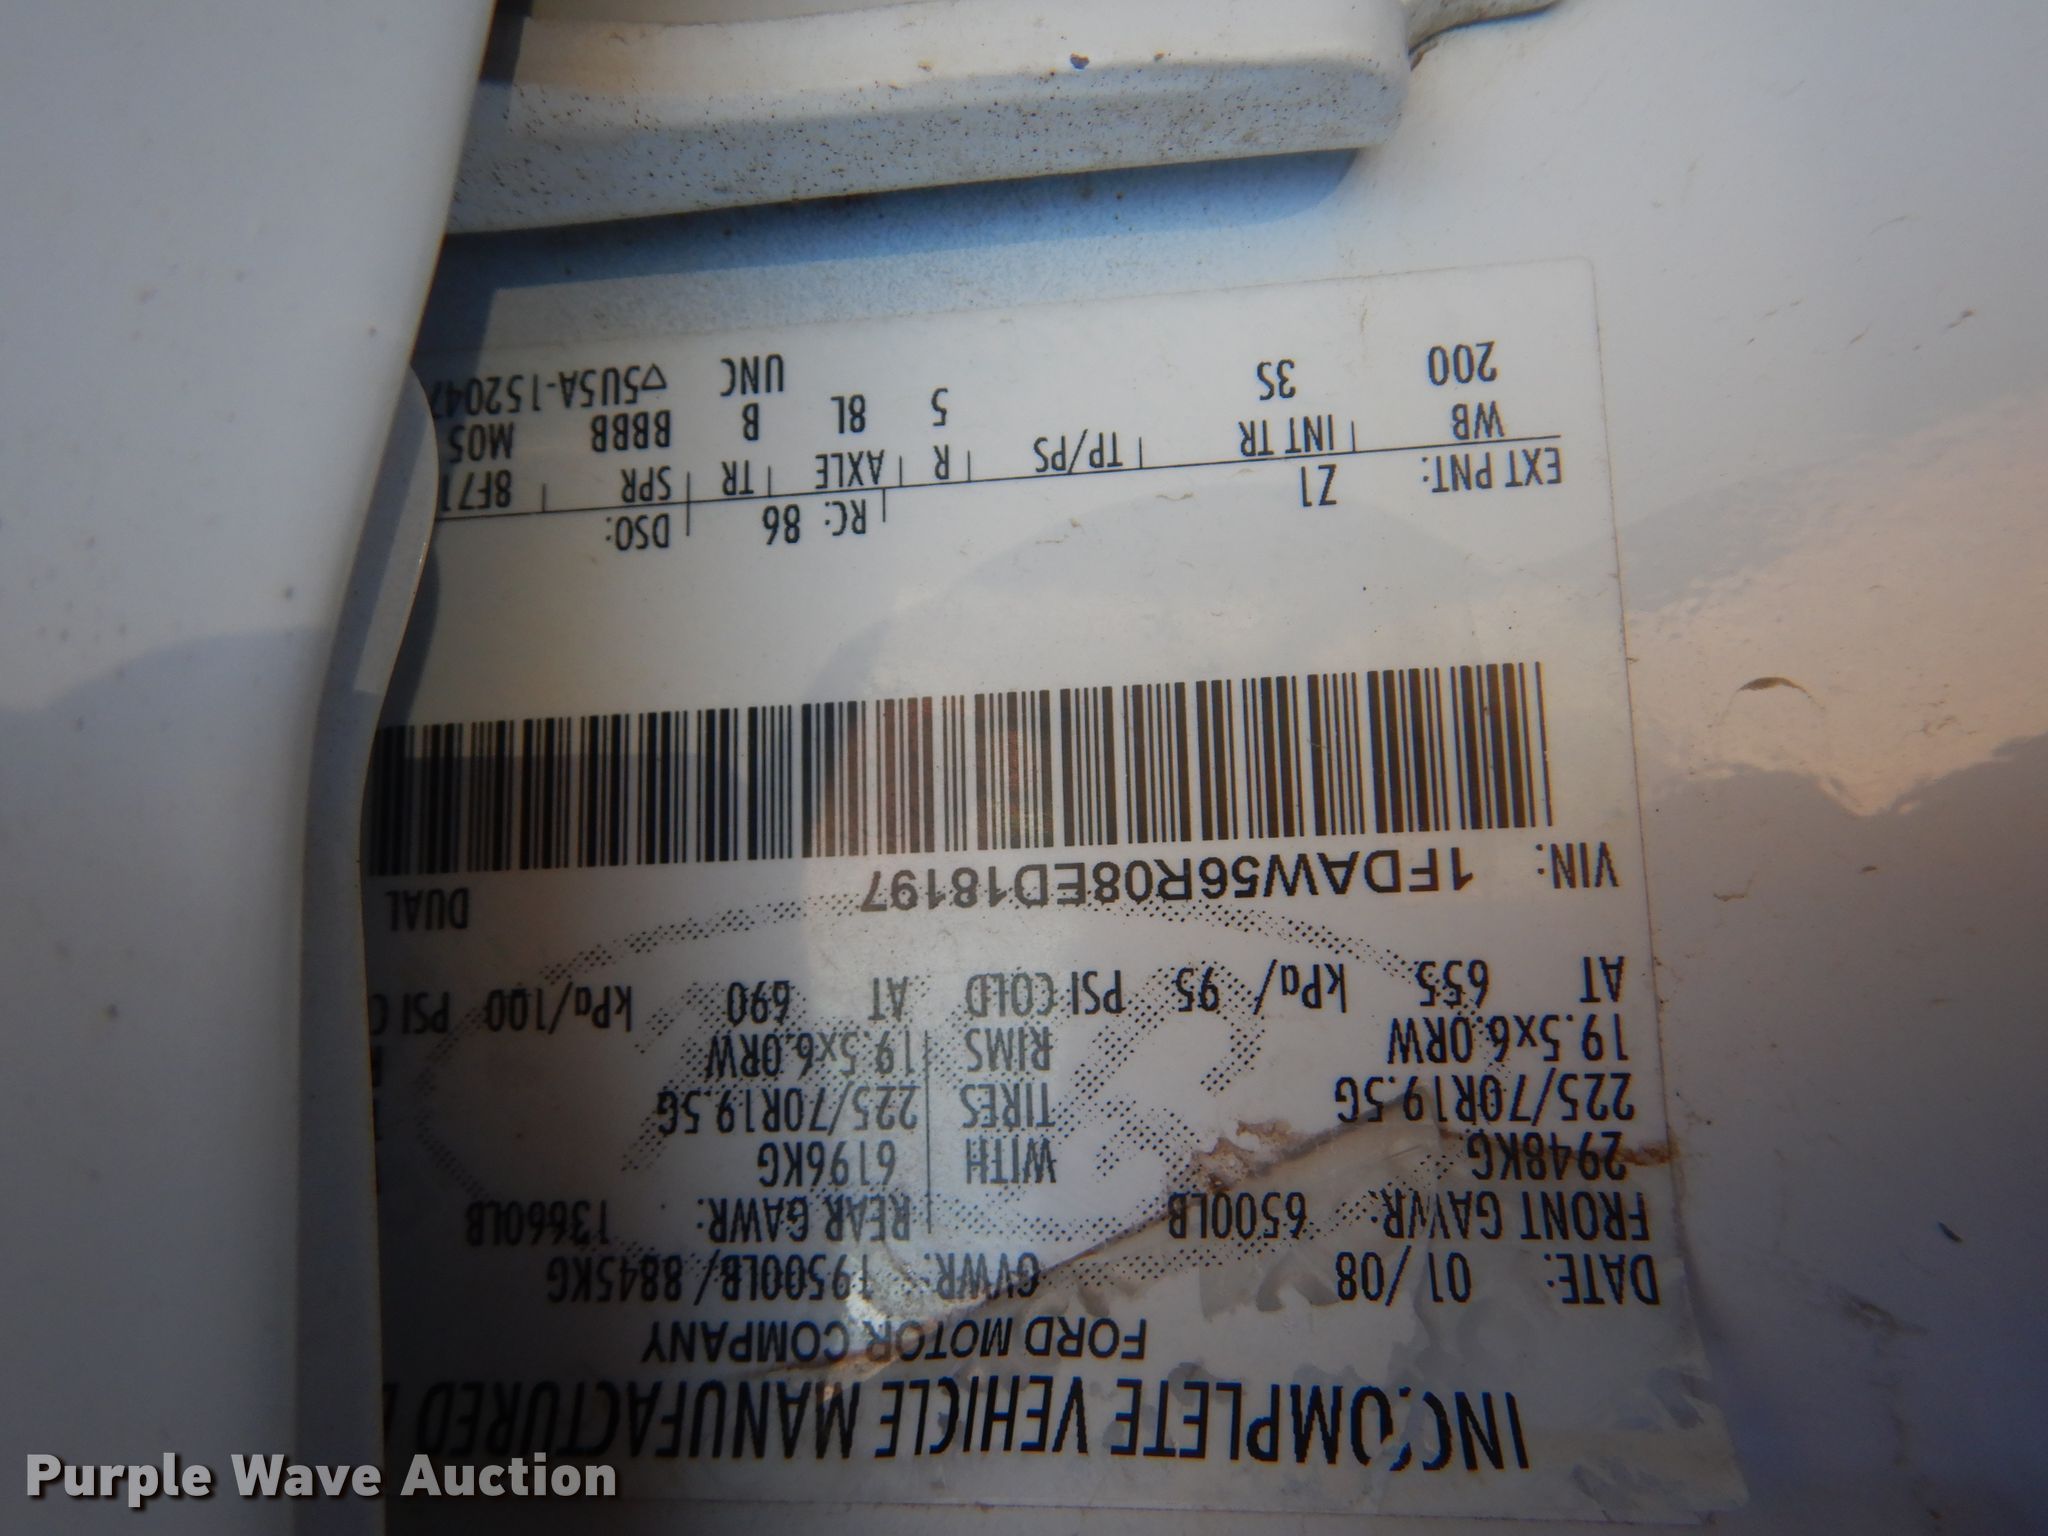 INCOMPLETE VEHICLE MANUFACTURED
FORD MOTOR COMPANY
DATE: 01/08 GVWR: 19500LB/ 8845KG
FRONT GAWR: 6500LB REAR GAWR: 13660LB
2948KG WITH 6196KG
225/70R19.5G TIRES 225/70R19.5G
19.5x6.0RW RIMS 19.5x6.0RW
AT 655 kPa/ 95 PSI COLD AT 690 kPa/100 PSI C
VIN: 1FDAW56R08ED18197 DUAL
EXT PNT: Z1 RC: 86 DSO:
WB INT TR TP/PS R AXLE TR SPR 8F71
200 3S 5 8L B BBBB M05
UNC ▽5U5A-152047
Purple Wave Auction